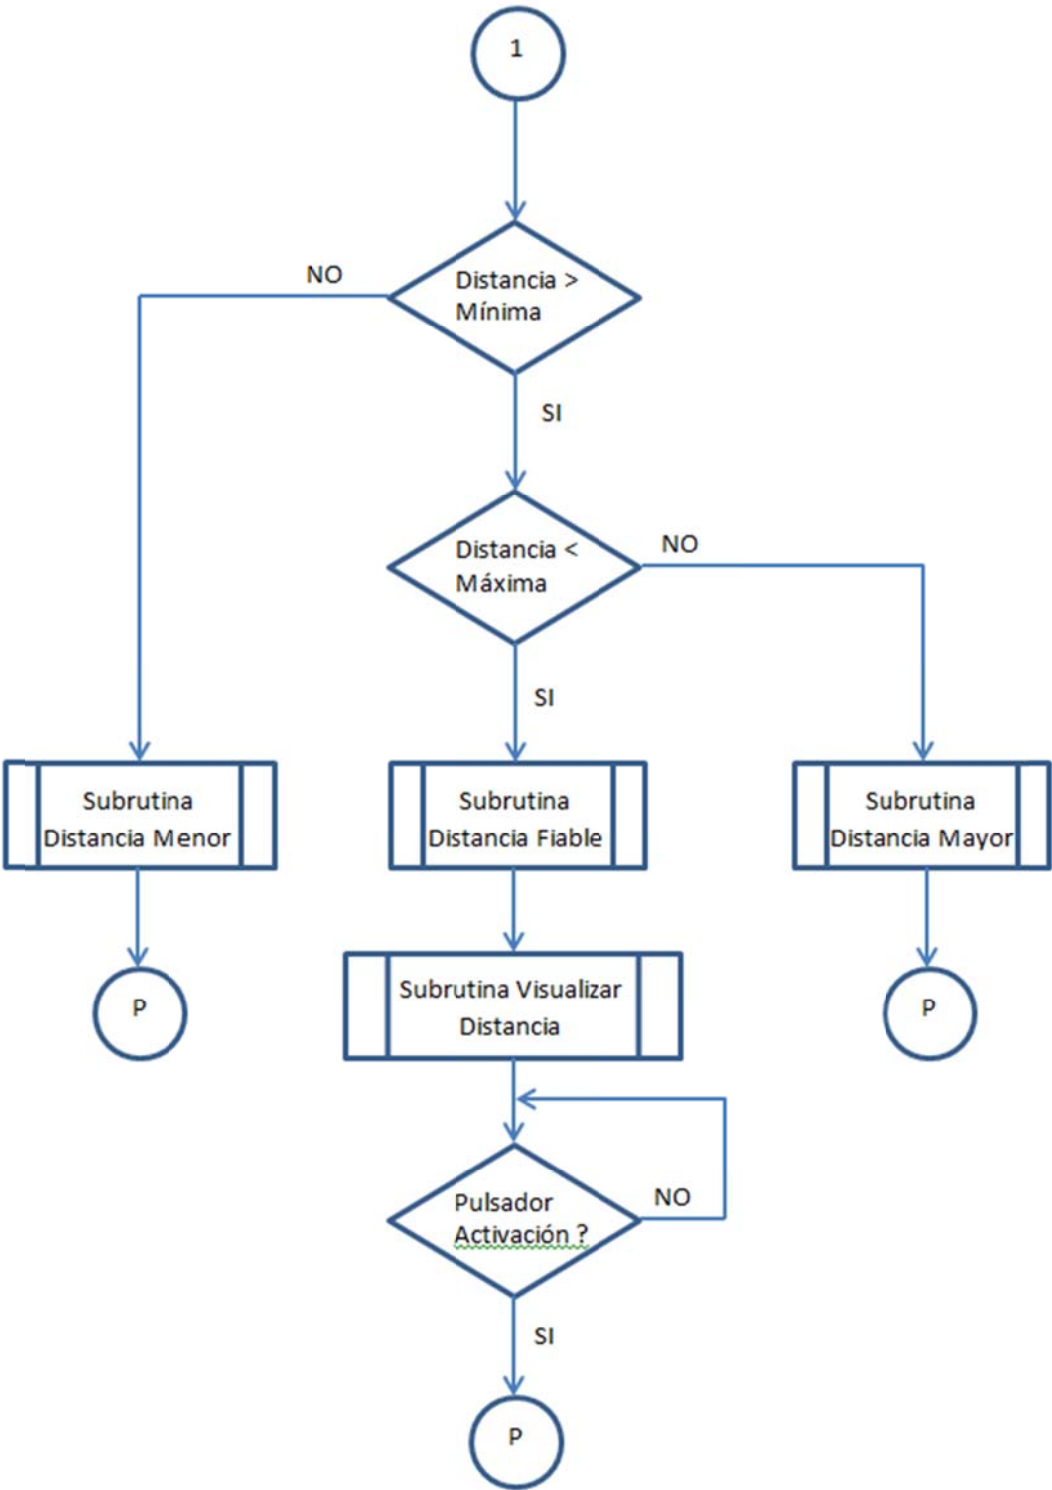 1
NO
Distancia >
Mínima
SI
Distancia <
Máxima
NO
SI
Subrutina
Distancia Menor
Subrutina
Distancia Fiable
Subrutina
Distancia Mayor
P
Subrutina Visualizar
Distancia
P
Pulsador
Activación ?
NO
SI
P